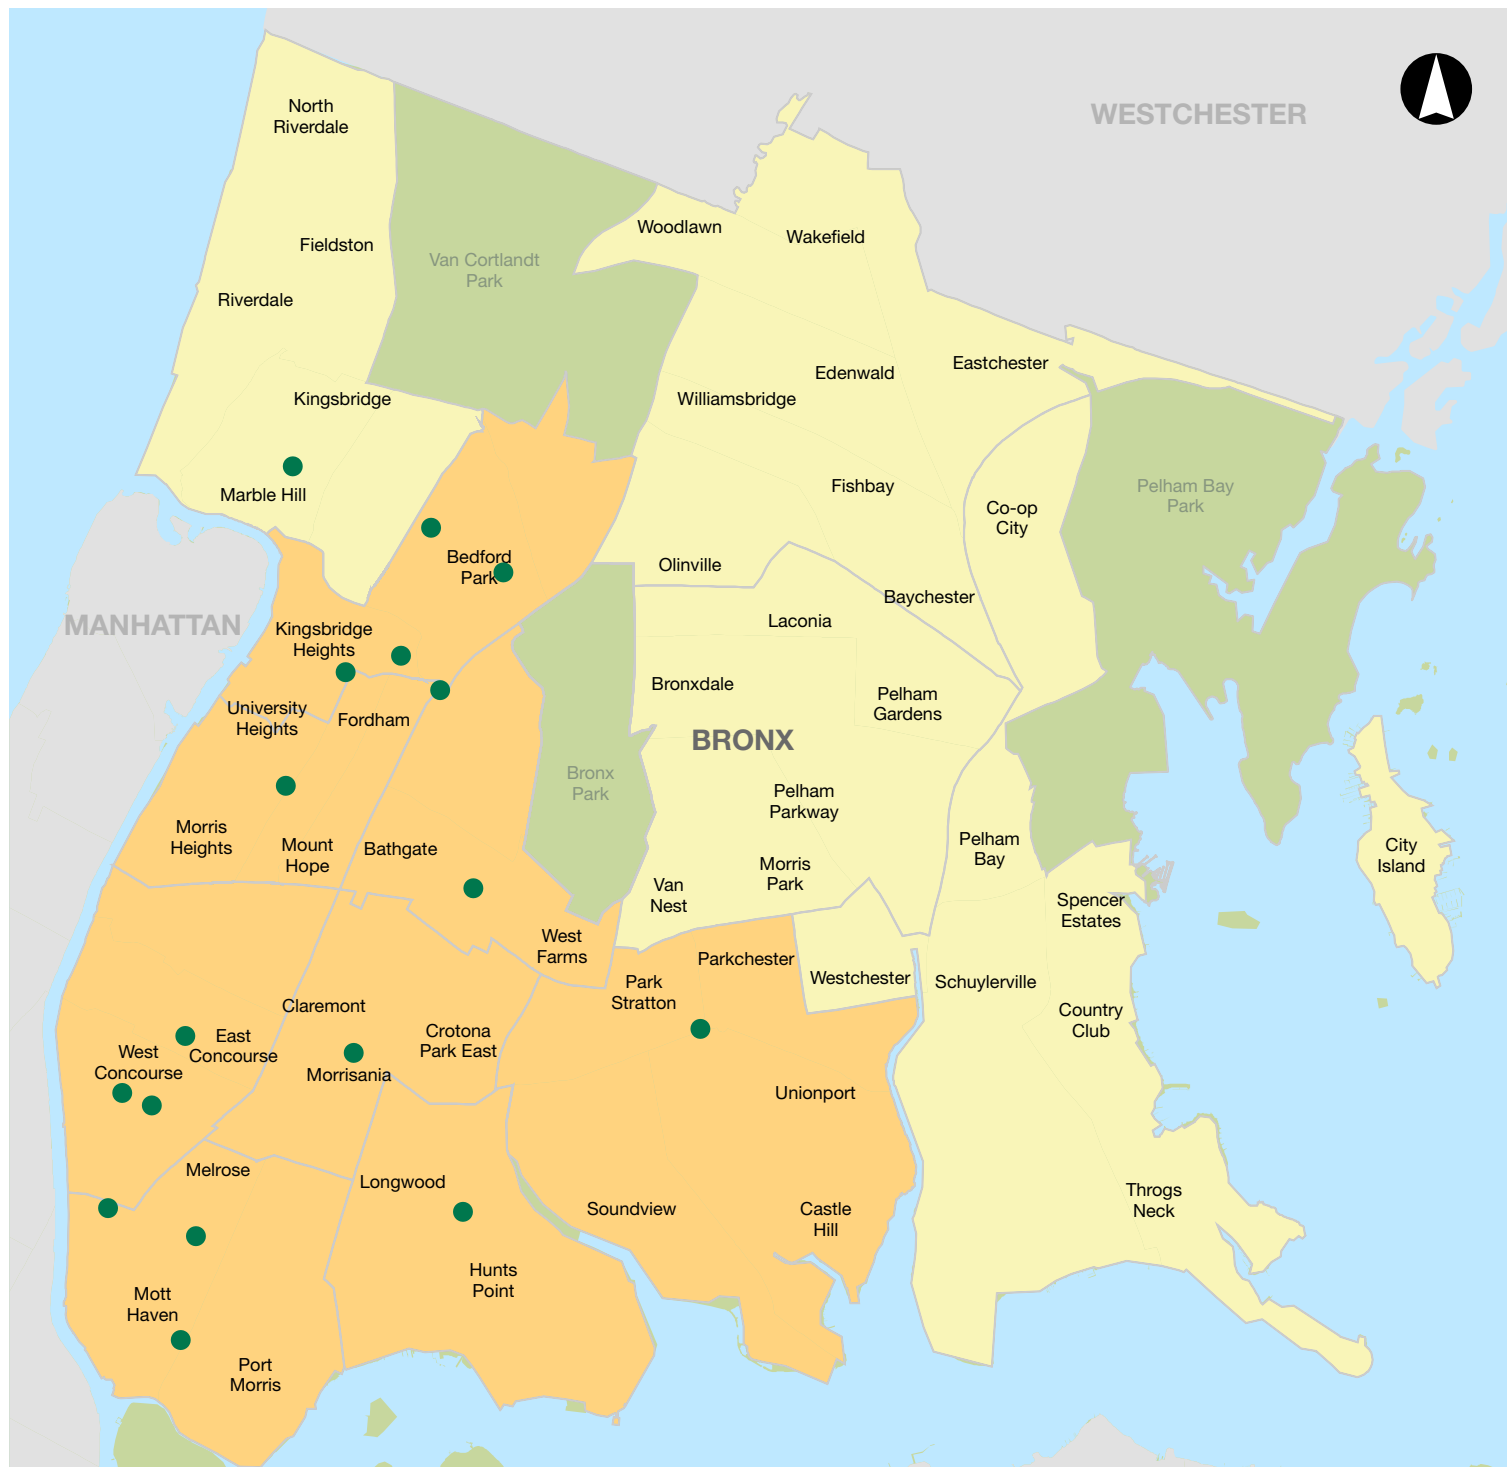 North
Riverdale
WESTCHESTER
Woodlawn
Wakefield
Fieldston
Van Cortlandt
Park
Riverdale
Eastchester
Edenwald
Kingsbridge
Williamsbridge
Marble Hill
Fishbay
Pelham Bay
Park
Co-op
City
Bedford
Park
Olinville
Baychester
MANHATTAN
Kingsbridge
Heights
Laconia
Bronxdale
Pelham
Gardens
University
Heights
Fordham
BRONX
Bronx
Park
Pelham
Parkway
Morris
Heights
Mount
Hope
Bathgate
Pelham
Bay
City
Island
Morris
Park
Van
Nest
Spencer
Estates
West
Farms
Parkchester
Westchester
Schuylerville
Park
Stratton
Claremont
Country
Club
East
Concourse
Crotona
Park East
West
Concourse
Morrisania
Unionport
Melrose
Longwood
Throgs
Neck
Soundview
Castle
Hill
Hunts
Point
Mott
Haven
Port
Morris